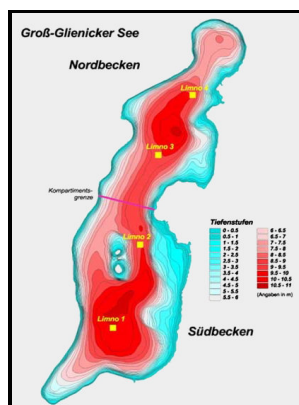 Groß-Glienicker See
Nordbecken
Limno 4
Limno 3
Kompartiments-
grenze
Limno 2
Limno 1
Südbecken
Tiefenstufen
0 - 0.5
0.5 - 1
1 - 1.5
1.5 - 2
2 - 2.5
2.5 - 3
3 - 3.5
3.5 - 4
4 - 4.5
4.5 - 5
5 - 5.5
5.5 - 6
6 - 6.5
6.5 - 7
7 - 7.5
7.5 - 8
8 - 8.5
8.5 - 9
9 - 9.5
9.5 - 10
10 - 10.5
10.5 - 11
(Angaben in m)